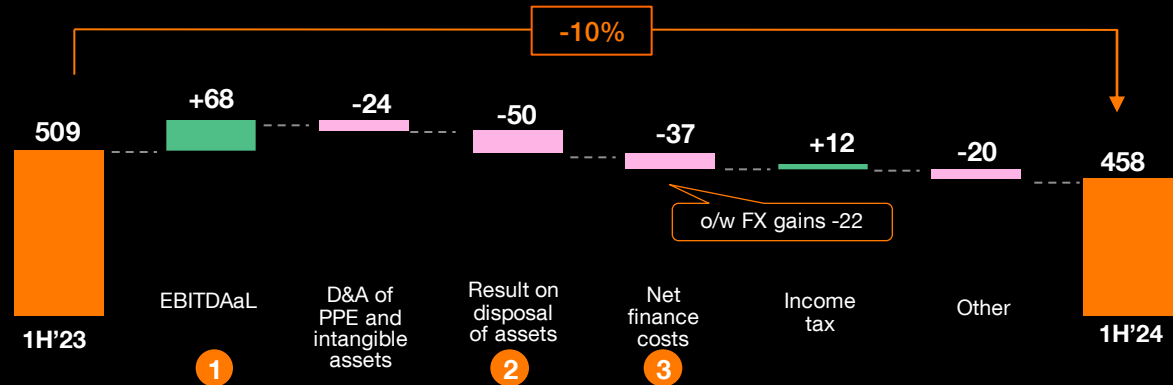 -10%
509
+68
-24
-50
-37
+12
-20
458
o/w FX gains -22
1H’23
EBITDAaL
1
D&A of
PPE and
intangible
assets
Result on
disposal
of assets
2
Net
finance
costs
3
Income
tax
Other
1H’24